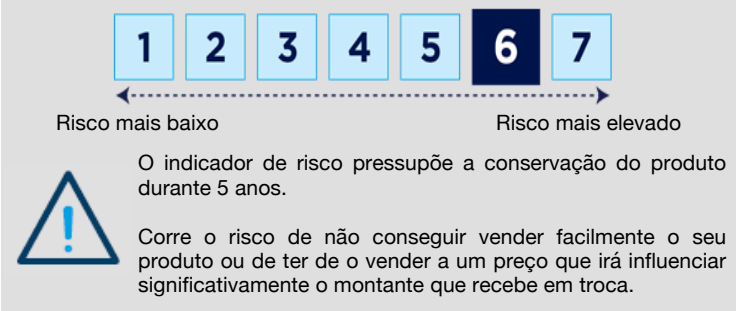 1 2 3 4 5 6 7
Risco mais baixo Risco mais elevado
O indicador de risco pressupõe a conservação do produto
durante 5 anos.
Corre o risco de não conseguir vender facilmente o seu
produto ou de ter de o vender a um preço que irá influenciar
significativamente o montante que recebe em troca.